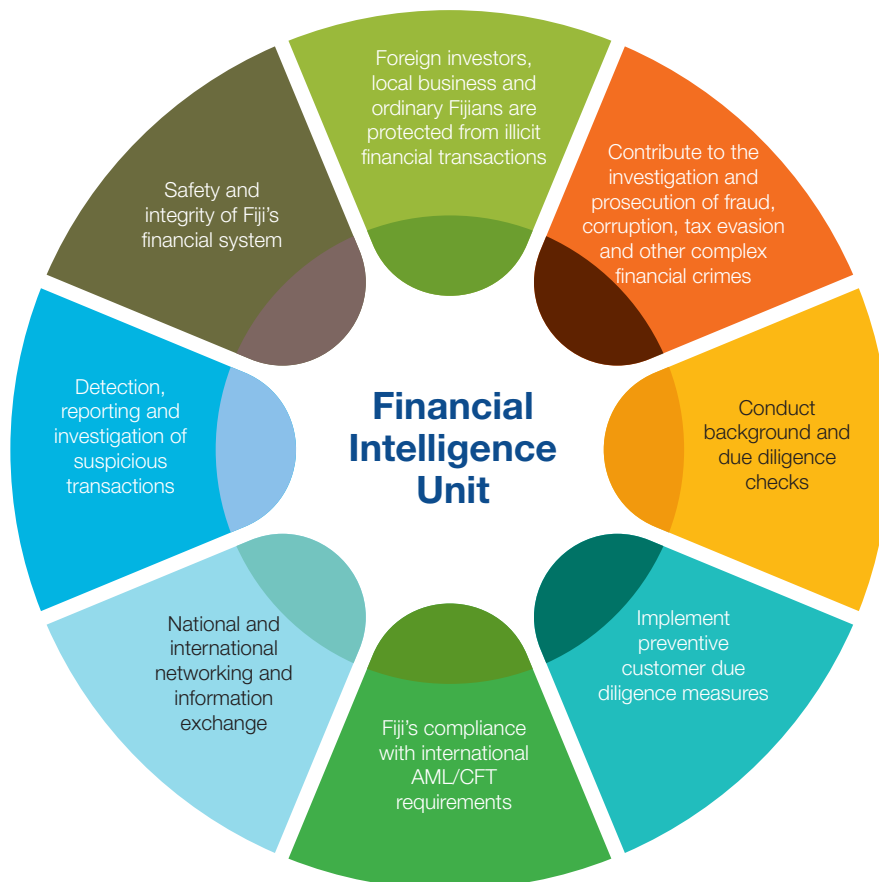 Foreign investors,
local business and
ordinary Fijians are
protected from illicit
financial transactions
Contribute to the
investigation and
prosecution of fraud,
corruption, tax evasion
and other complex
financial crimes
Conduct
background and
due diligence
checks
Implement
preventive
customer due
diligence measures
Fiji's compliance
with international
AML/CFT
requirements
National and
international
networking and
information
exchange
Detection,
reporting and
investigation of
suspicious
transactions
Safety and
integrity of Fiji's
financial system
Financial
Intelligence
Unit